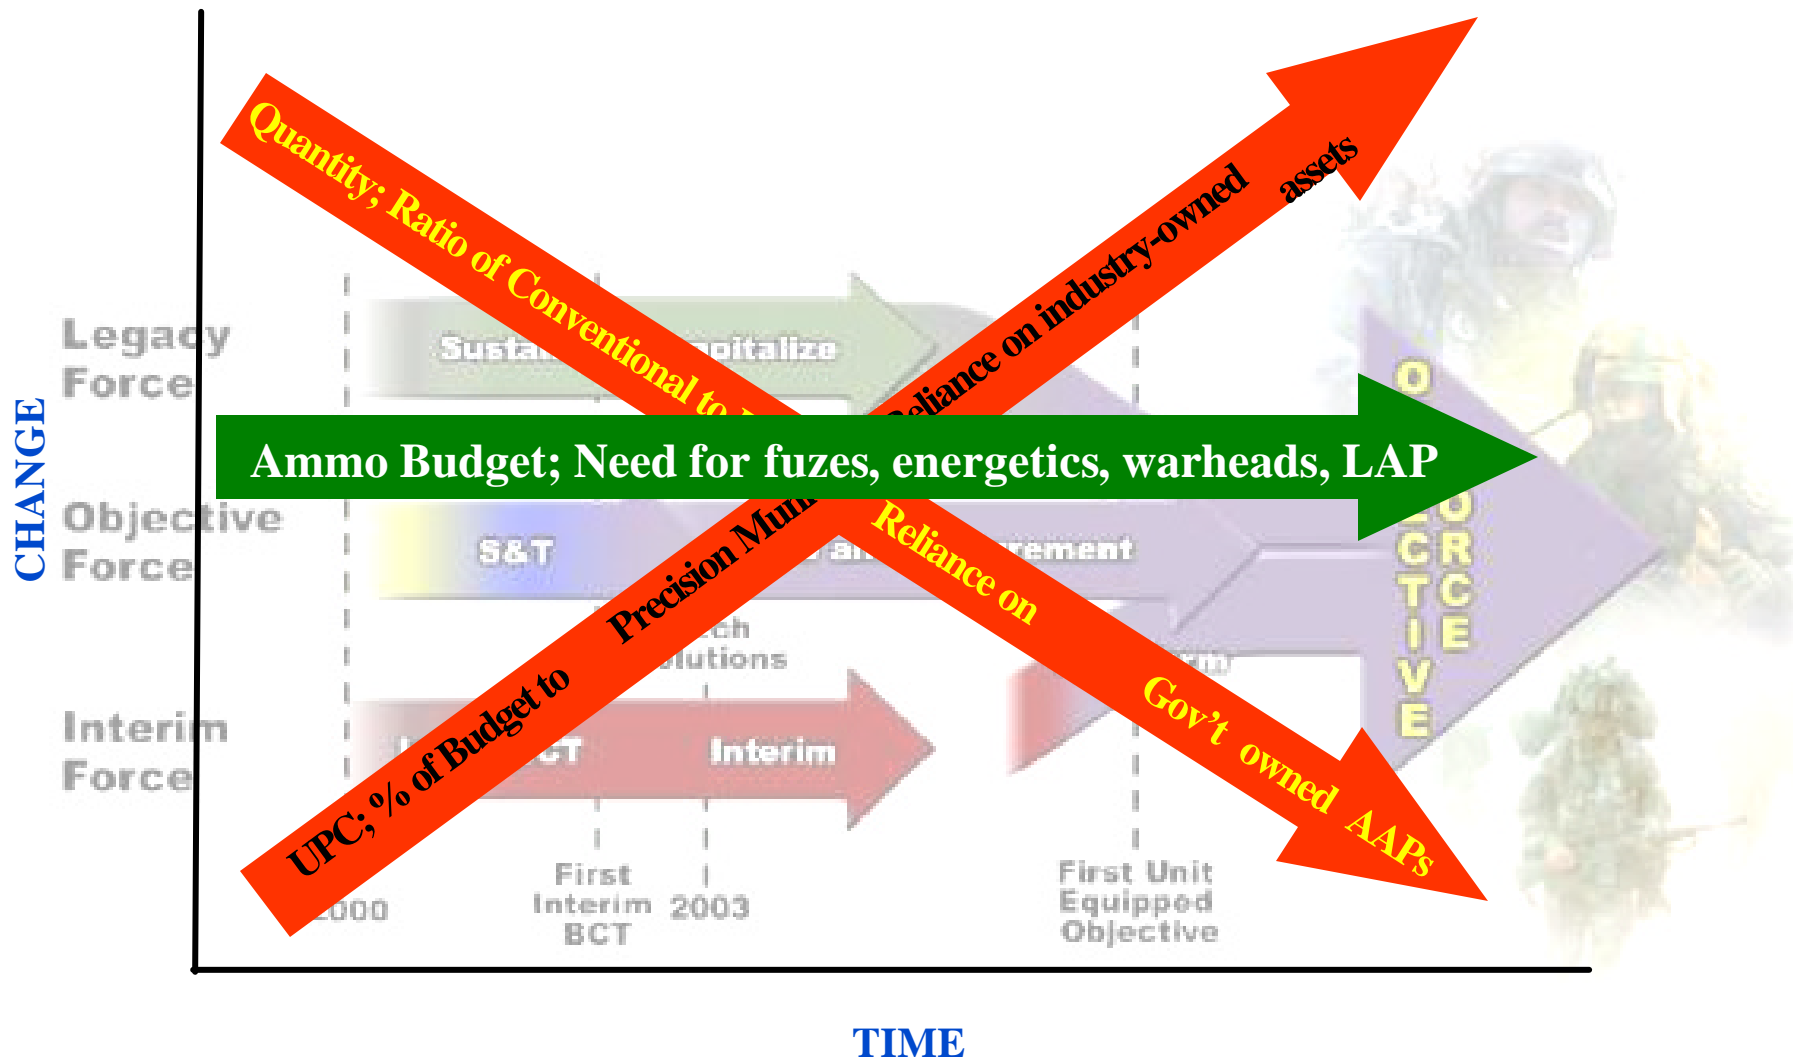 CHANGE
TIME
Quantity; Ratio of Conventional to
Reliance on
Gov't owned AAPs
UPC; % of Budget to
Precision
Reliance on industry-owned
assets
Ammo Budget; Need for fuzes, energetics, warheads, LAP
Legacy
Force
Objective
Force
S&T
Interim
Force
Interim
2000
First
Interim
BCT
2003
First Unit
Equipped
Objective